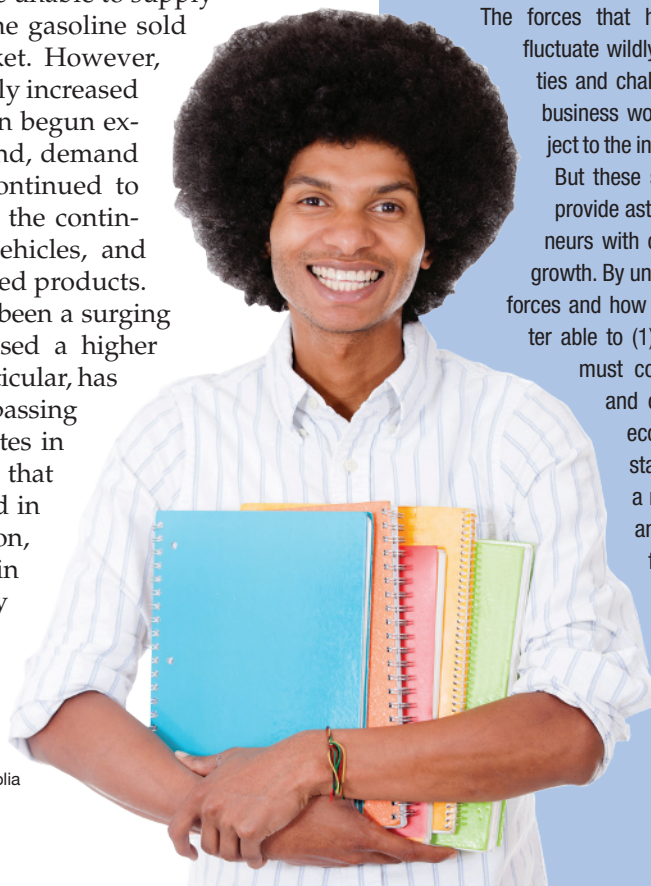 unable to supply
ne gasoline sold
ket. However,
ly increased
n begun ex-
nd, demand
ontinued to
the contin-
ehicles, and
ed products.
been a surging
sed a higher
ticular, has
passing
tes in
that
d in
on,
in
y
olia
The forces that h
fluctuate wildly
ties and chal
business wo
ject to the in
But these s
provide ast
neurs with c
growth. By un
forces and how
ter able to (1)
must co
and c
eco
sta
a r
ar
f